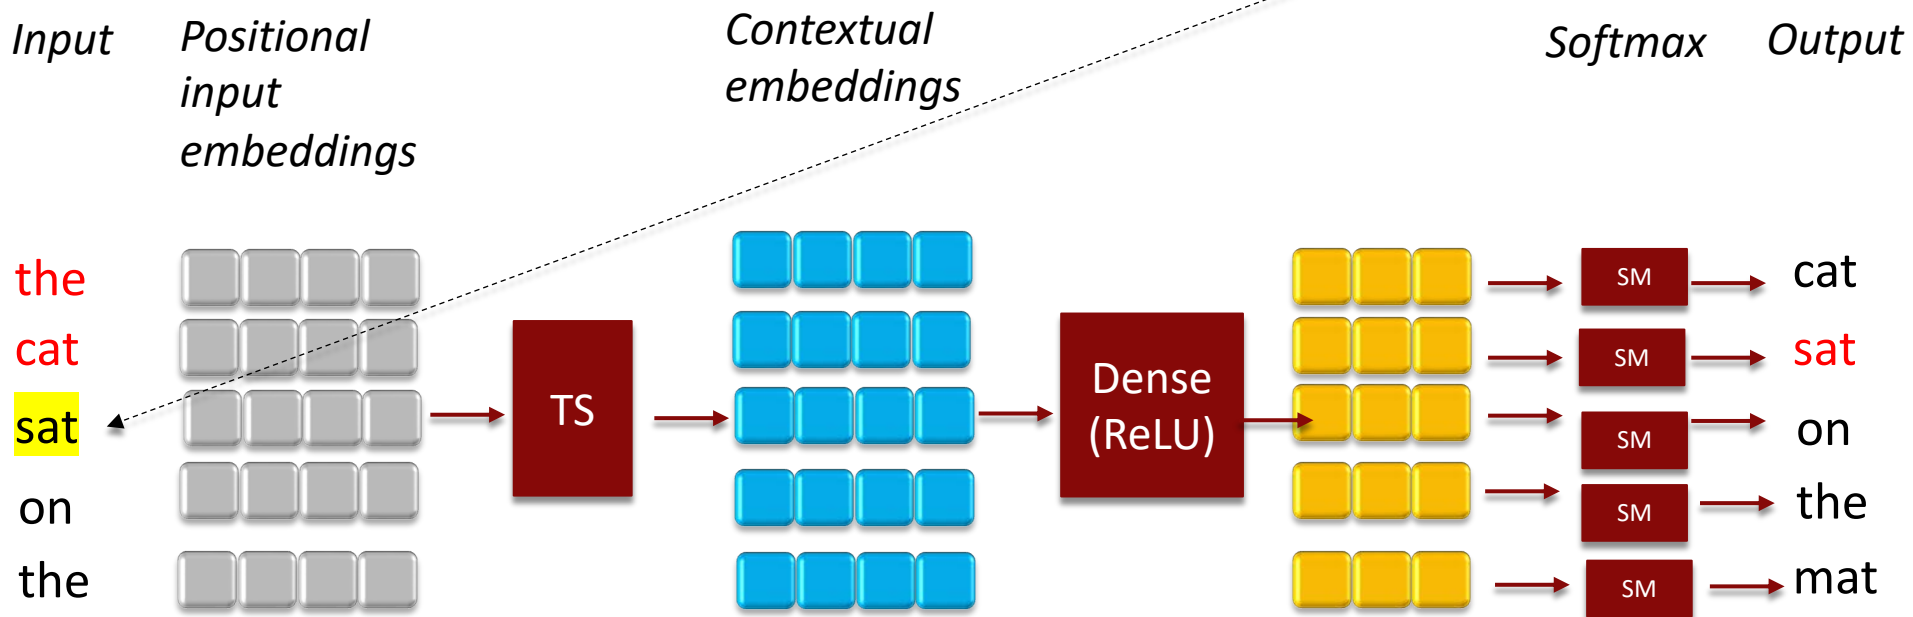 Input
Positional
input
embeddings
Contextual
embeddings
Softmax
Output
the
cat
sat
on
the
TS
Dense
(ReLU)
SM
cat
SM
sat
SM
on
SM
the
SM
mat